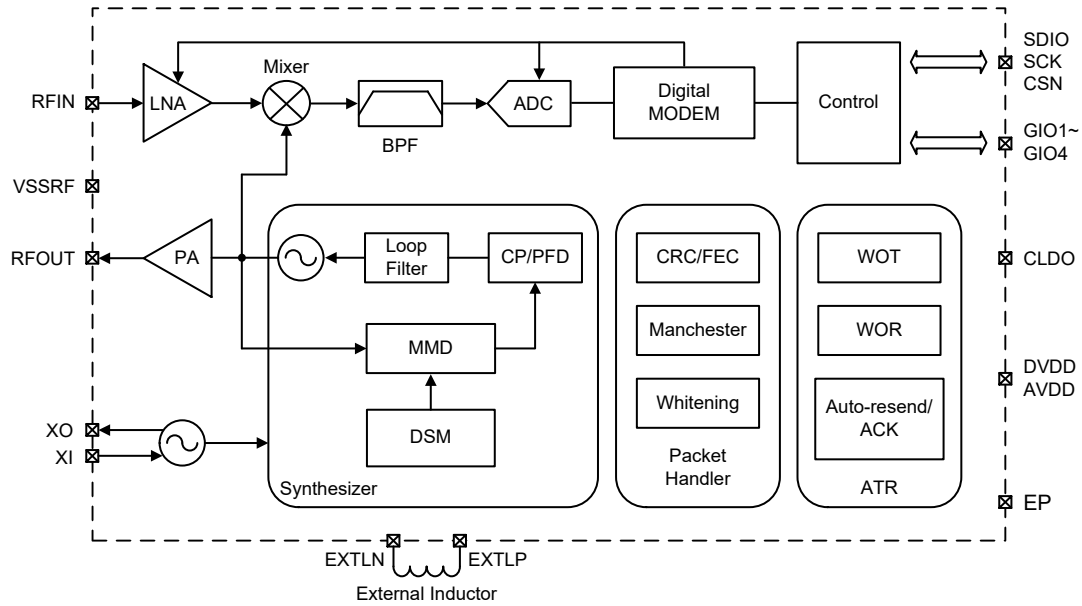 SDIO
SCK
CSN
Mixer
RFIN
LNA
ADC
Digital
MODEM
Control
BPF
GIO1~
GIO4
VSSRF
RFOUT
PA
Loop
Filter
CP/PFD
CRC/FEC
WOT
CLDO
MMD
Manchester
WOR
DVDD
AVDD
Whitening
Auto-resend/
ACK
DSM
XO
XI
Packet
Handler
Synthesizer
ATR
EP
EXTLN
EXTLP
External Inductor